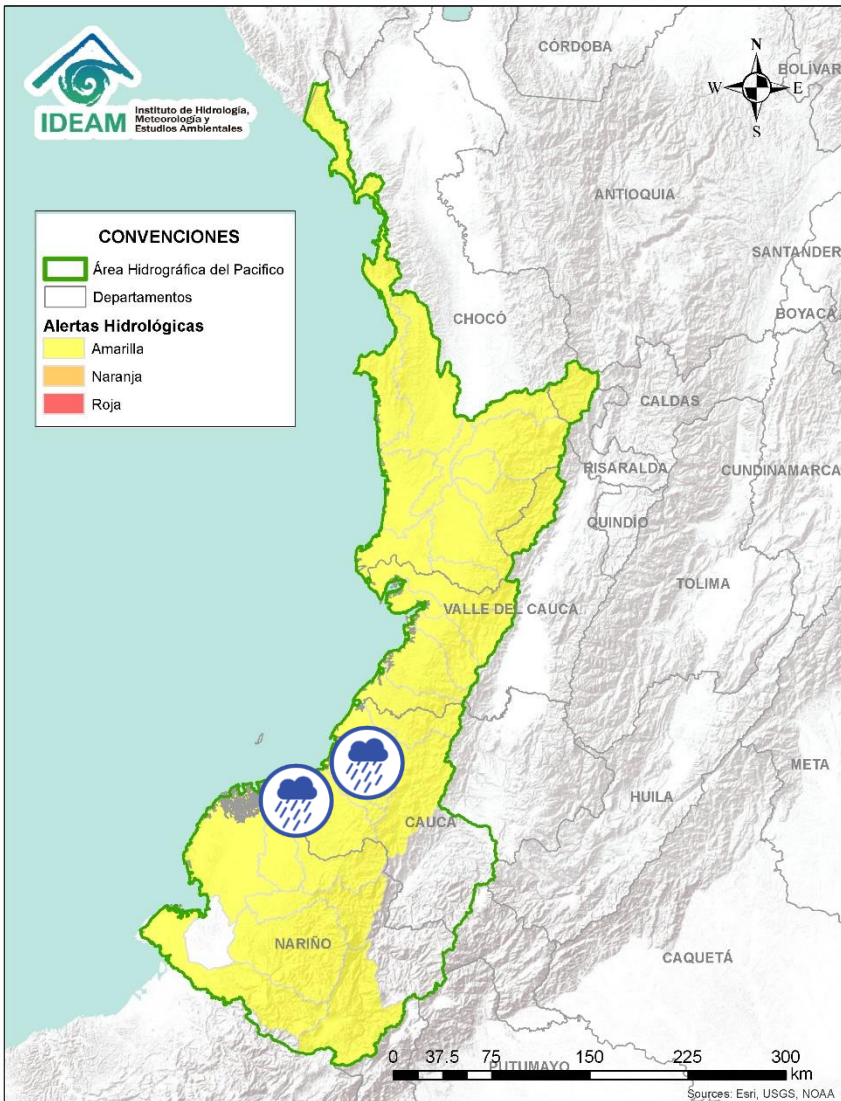 IDEAM
Instituto de Hidrología,
Meteorología y
Estudios Ambientales
CÓRDOBA
BOLÍVAR
N
W E
S
ANTIOQUIA
SANTANDER
CONVENCIONES
Área Hidrográfica del Pacifico
Departamentos
Alertas Hidrológicas
Amarilla
Naranja
Roja
BOYACÁ
CHOCÓ
CALDAS
RISARALDA
CUNDINAMARCA
QUINDÍO
TOLIMA
VALLE DEL CAUCA
META
HUILA
CAUCA
NARIÑO
CAQUETÁ
PUTUMAYO
0 37.5 75 150 225 300
km
Sources: Esri, USGS, NOAA